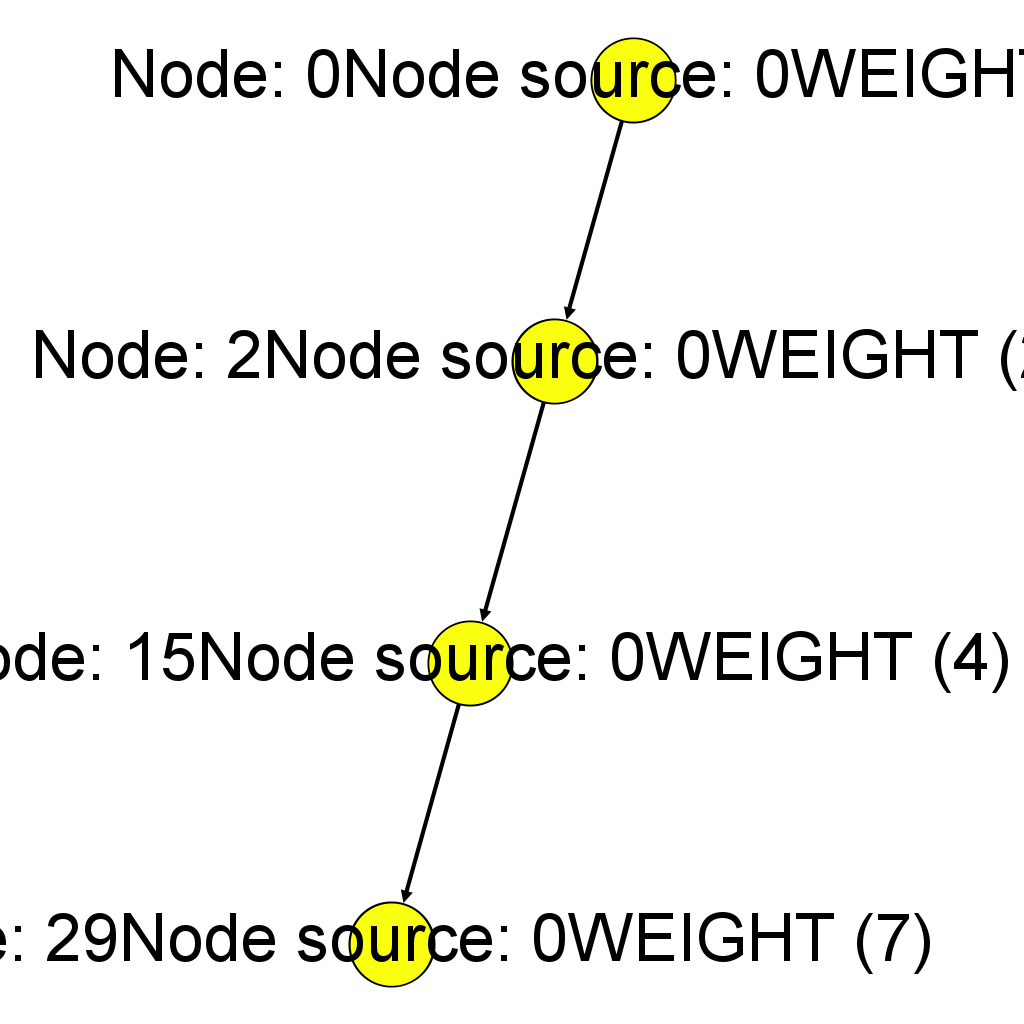 Node: 0Node source: 0WEIGHT
Node: 2Node source: 0WEIGHT (2
ode: 15Node source: 0WEIGHT (4)
e: 29Node source: 0WEIGHT (7)